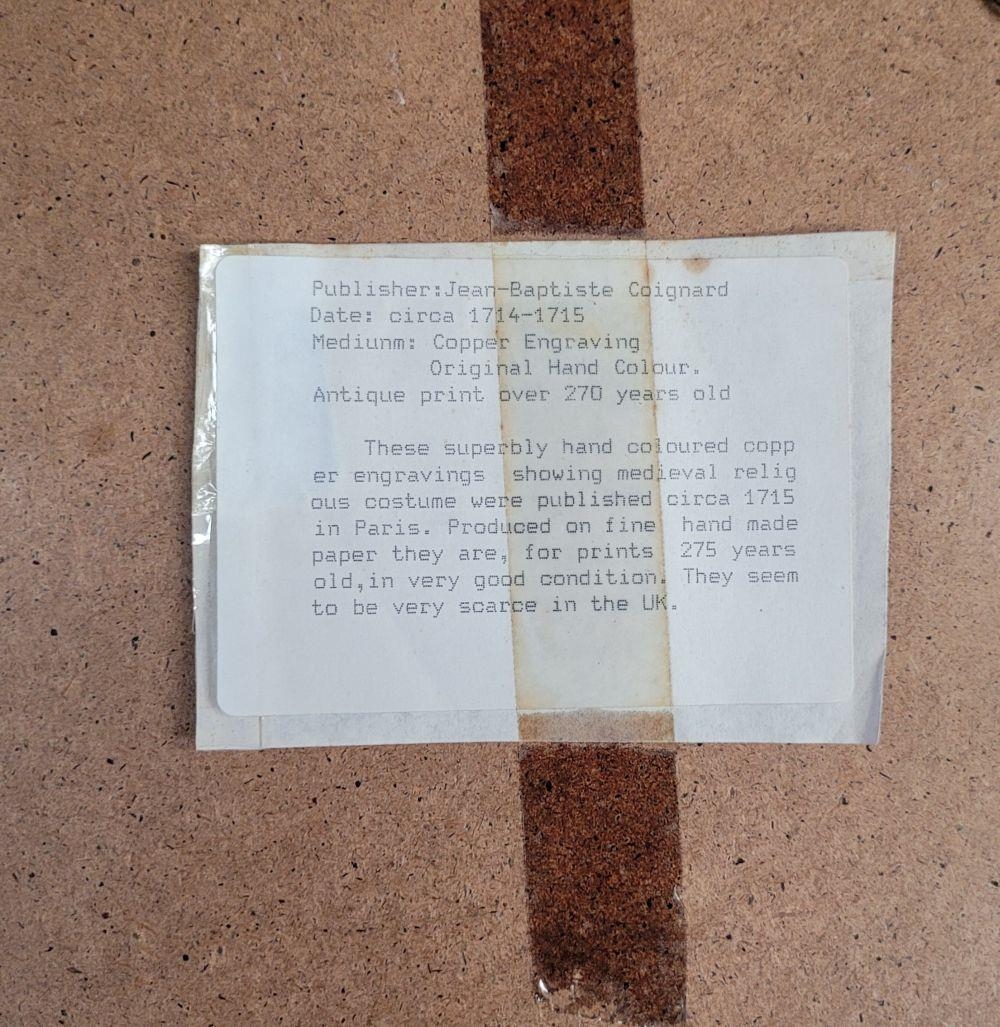 Publisher:Jean-Baptiste Coignard
Date: circa 1714-1715
Mediunm: Copper Engraving
Original Hand Colour.
Antique print over 270 years old
These superbly hand coloured copp
er engravings showing medieval relig
ous costume were published circa 1715
in Paris. Produced on fine hand made
paper they are, for prints 275 years
old,in very good condition. They seem
to be very scarce in the UK.